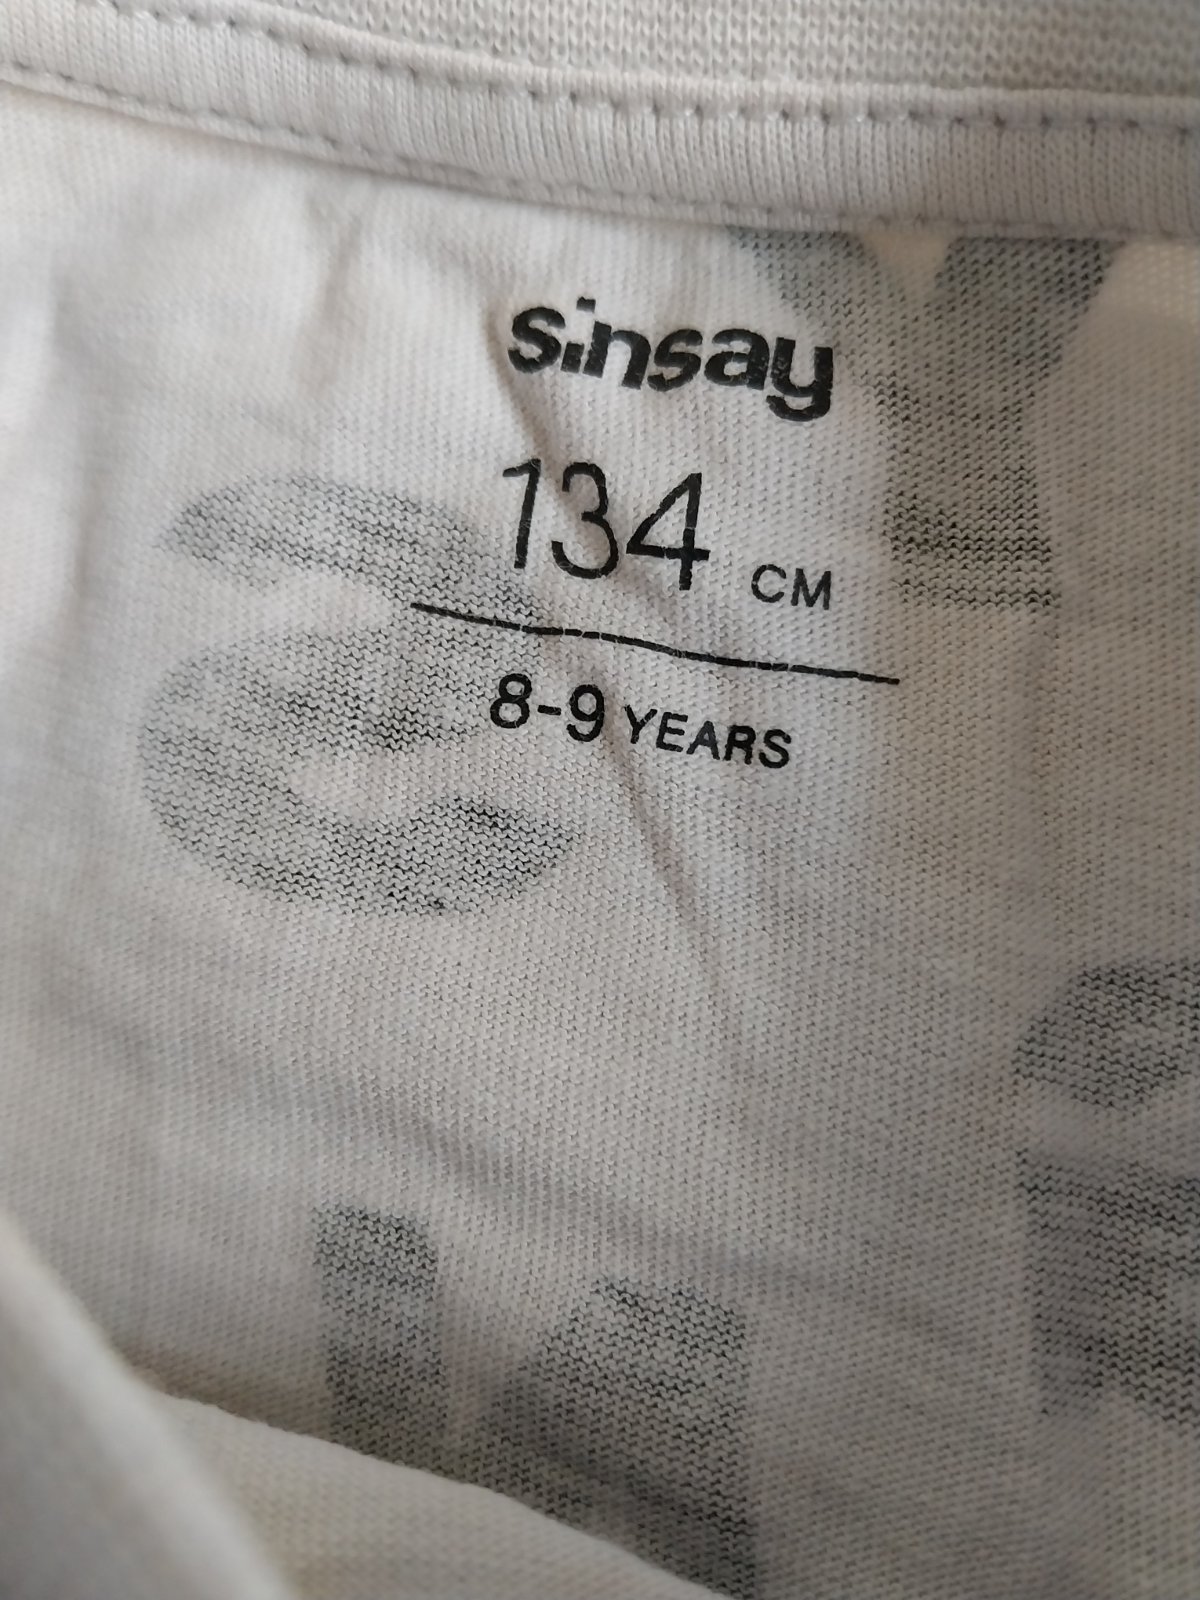 sinsay
134 CM
8-9 YEARS